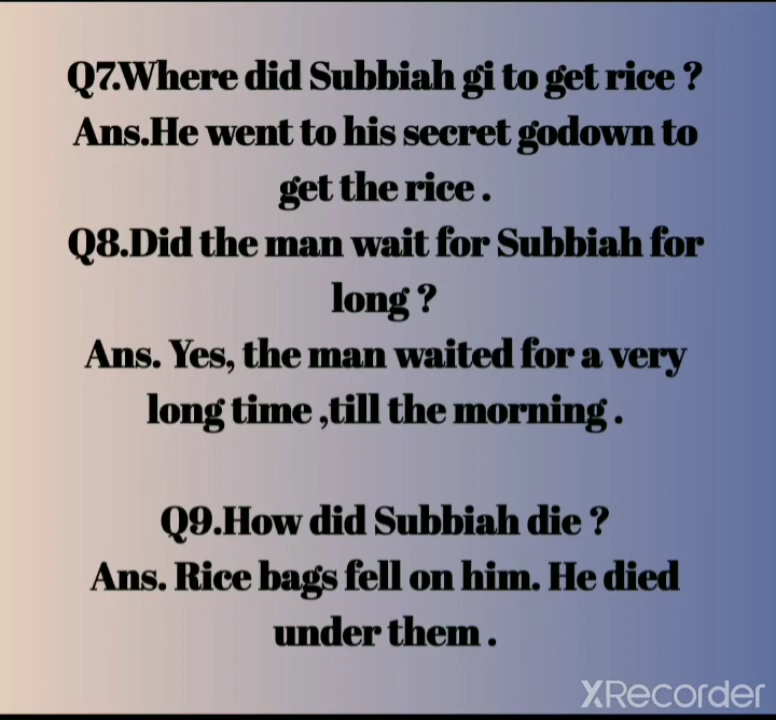 Q7.Where did Subbiah gi to get rice ?
Ans.He went to his secret godown to
get the rice .
Q8.Did the man wait for Subbiah for
long ?
Ans. Yes, the man waited for a very
long time ,till the morning .
Q9.How did Subbiah die ?
Ans. Rice bags fell on him. He died
under them .
XRecorder